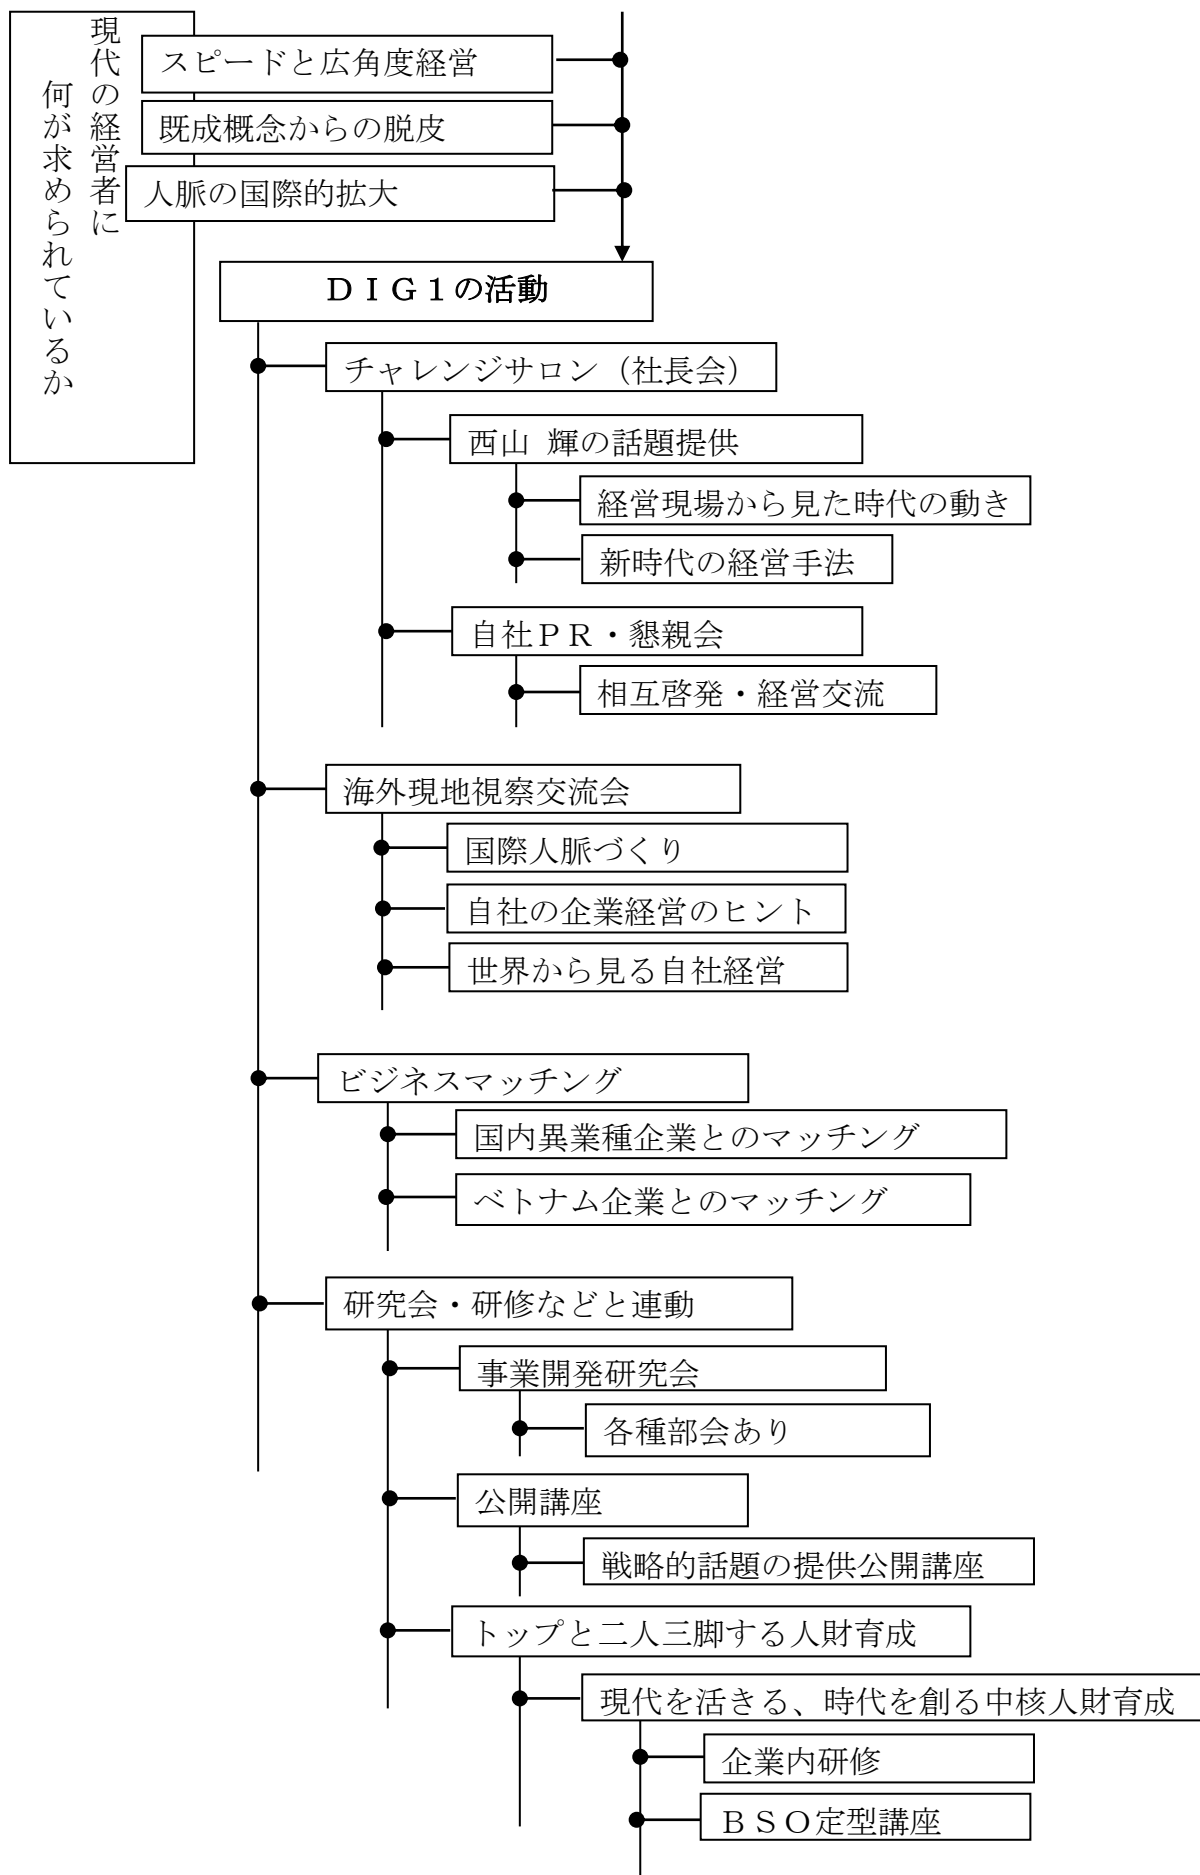 現代の経営者に
何が求められているか
スピードと広角度経営
既成概念からの脱皮
人脈の国際的拡大
ＤＩＧ１の活動
チャレンジサロン（社長会）
西山 輝の話題提供
経営現場から見た時代の動き
新時代の経営手法
自社ＰＲ・懇親会
相互啓発・経営交流
海外現地視察交流会
国際人脈づくり
自社の企業経営のヒント
世界から見る自社経営
ビジネスマッチング
国内異業種企業とのマッチング
ベトナム企業とのマッチング
研究会・研修などと連動
事業開発研究会
各種部会あり
公開講座
戦略的話題の提供公開講座
トップと二人三脚する人財育成
現代を活きる、時代を創る中核人財育成
企業内研修
ＢＳＯ定型講座